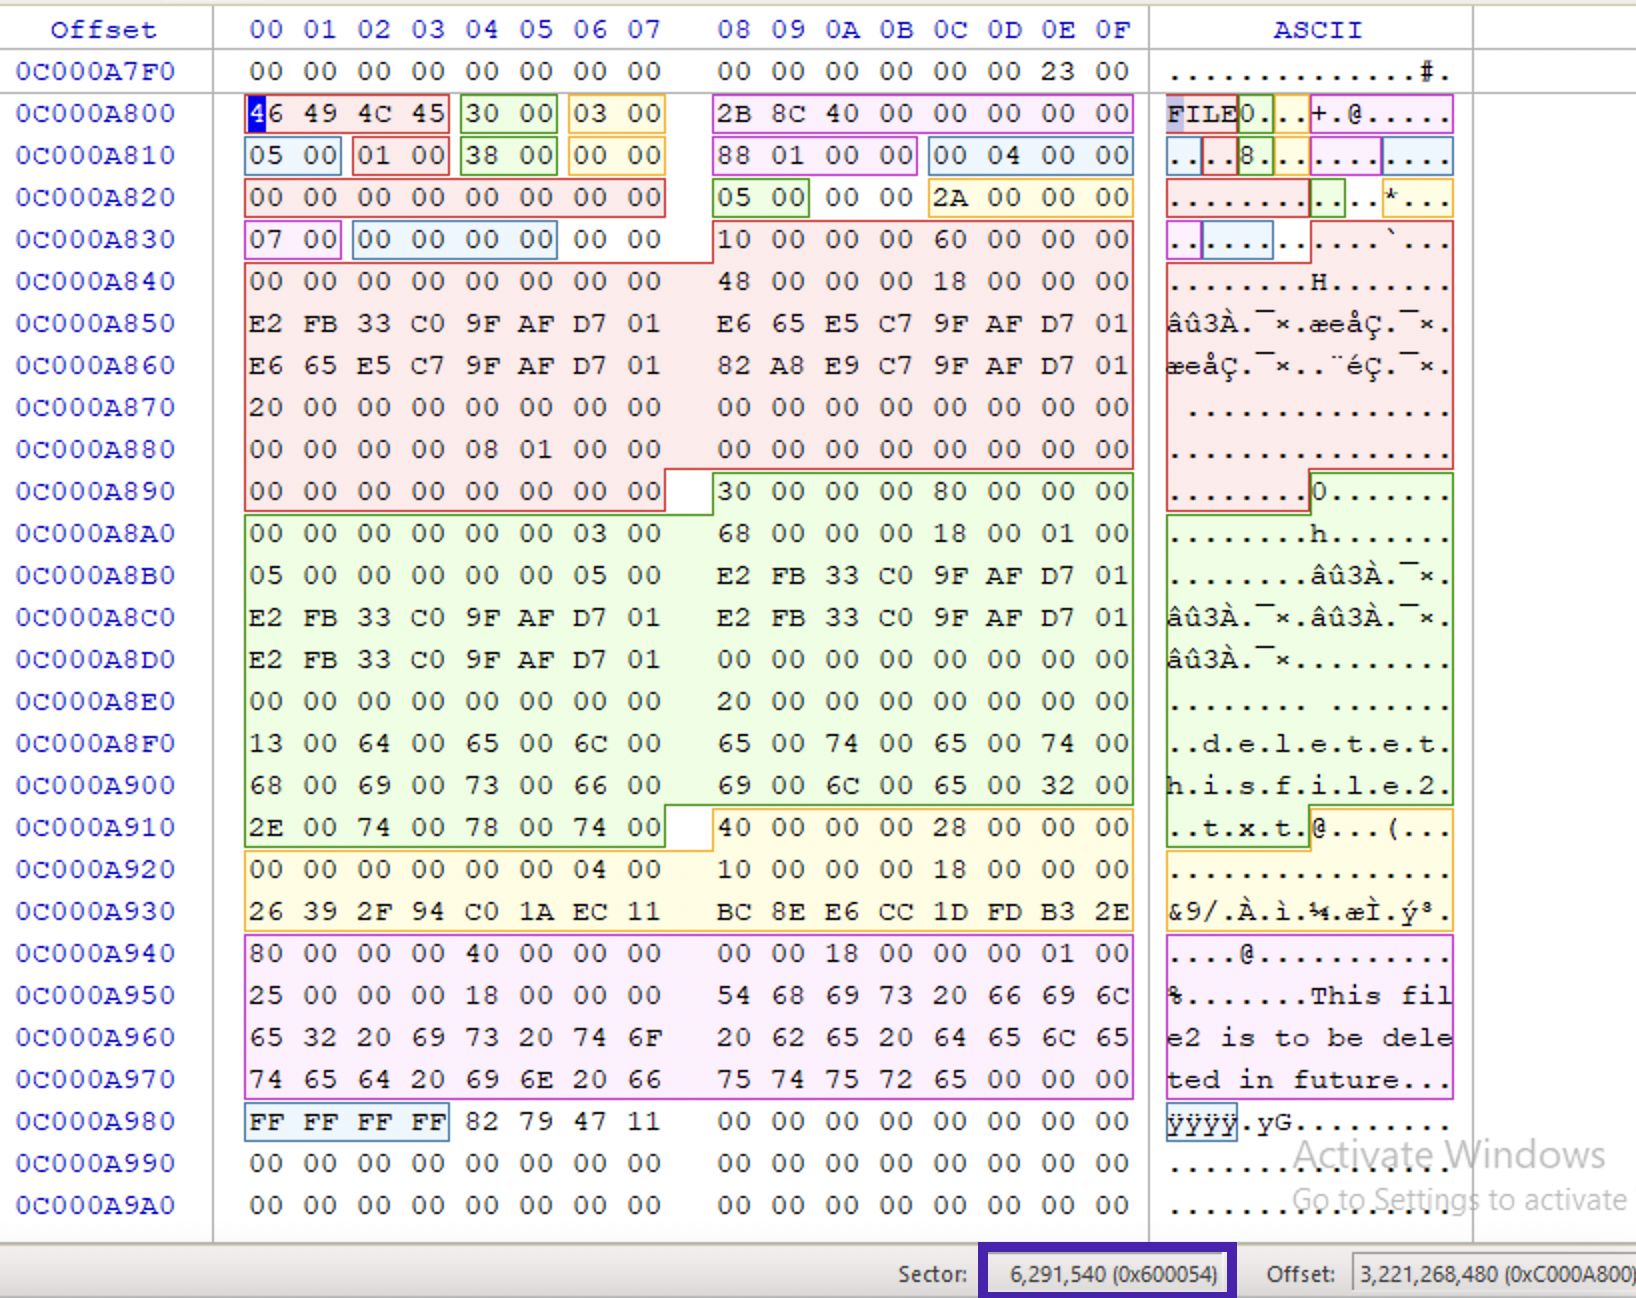 Offset 00 01 02 03 04 05 06 07 08 09 0A 0B 0C 0D 0E 0F ASCII
0C000A7F0 00 00 00 00 00 00 00 00 00 00 00 00 00 00 23 00 ..............#.
0C000A800 46 49 4C 45 30 00 03 00 2B 8C 40 00 00 00 00 00 FILE0...+.@.....
0C000A810 05 00 01 00 38 00 00 00 88 01 00 00 00 04 00 00 ....8...........
0C000A820 00 00 00 00 00 00 00 00 05 00 00 00 2A 00 00 00 ............*...
0C000A830 07 00 00 00 00 00 00 00 10 00 00 00 60 00 00 00 ............`...
0C000A840 00 00 00 00 00 00 00 00 48 00 00 00 18 00 00 00 ........H.......
0C000A850 E2 FB 33 C0 9F AF D7 01 E6 65 E5 C7 9F AF D7 01 âû3À.¯×.æeåÇ.¯×.
0C000A860 E6 65 E5 C7 9F AF D7 01 82 A8 E9 C7 9F AF D7 01 æeåÇ.¯×..¨éÇ.¯×.
0C000A870 20 00 00 00 00 00 00 00 00 00 00 00 00 00 00 00  ...............
0C000A880 00 00 00 00 08 01 00 00 00 00 00 00 00 00 00 00 ................
0C000A890 00 00 00 00 00 00 00 00 30 00 00 00 80 00 00 00 ........0.......
0C000A8A0 00 00 00 00 00 00 03 00 68 00 00 00 18 00 01 00 ........h.......
0C000A8B0 05 00 00 00 00 00 05 00 E2 FB 33 C0 9F AF D7 01 ........âû3À.¯×.
0C000A8C0 E2 FB 33 C0 9F AF D7 01 E2 FB 33 C0 9F AF D7 01 âû3À.¯×.âû3À.¯×.
0C000A8D0 E2 FB 33 C0 9F AF D7 01 00 00 00 00 00 00 00 00 âû3À.¯×.........
0C000A8E0 00 00 00 00 00 00 00 00 20 00 00 00 00 00 00 00 ........ .......
0C000A8F0 13 00 64 00 65 00 6C 00 65 00 74 00 65 00 74 00 ..d.e.l.e.t.e.t.
0C000A900 68 00 69 00 73 00 66 00 69 00 6C 00 65 00 32 00 h.i.s.f.i.l.e.2.
0C000A910 2E 00 74 00 78 00 74 00 40 00 00 00 28 00 00 00 ..t.x.t.@...(...
0C000A920 00 00 00 00 00 00 04 00 10 00 00 00 18 00 00 00 ................
0C000A930 26 39 2F 94 C0 1A EC 11 BC 8E E6 CC 1D FD B3 2E &9/.À.ì.¼.æÌ.ý³.
0C000A940 80 00 00 00 40 00 00 00 00 00 18 00 00 00 01 00 ....@...........
0C000A950 25 00 00 00 18 00 00 00 54 68 69 73 20 66 69 6C %.......This fil
0C000A960 65 32 20 69 73 20 74 6F 20 62 65 20 64 65 6C 65 e2 is to be dele
0C000A970 74 65 64 20 69 6E 20 66 75 74 75 72 65 00 00 00 ted in future...
0C000A980 FF FF FF FF 82 79 47 11 00 00 00 00 00 00 00 00 ÿÿÿÿ.yG.........
0C000A990 00 00 00 00 00 00 00 00 00 00 00 00 00 00 00 00 ................
0C000A9A0 00 00 00 00 00 00 00 00 00 00 00 00 00 00 00 00 ................
Activate Windows
Go to Settings to activate
Sector: 6,291,540 (0x600054) Offset: 3,221,268,480 (0xC000A800)